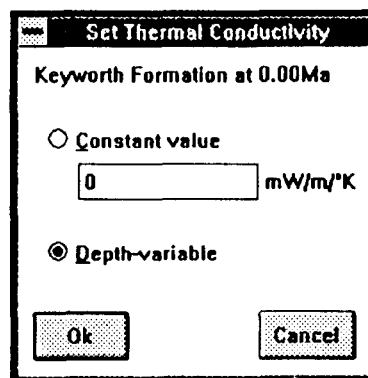 Set Thermal Conductivity
Keyworth Formation at 0.00Ma
Constant value
0 mW/m/°K
Depth-variable
Ok Cancel